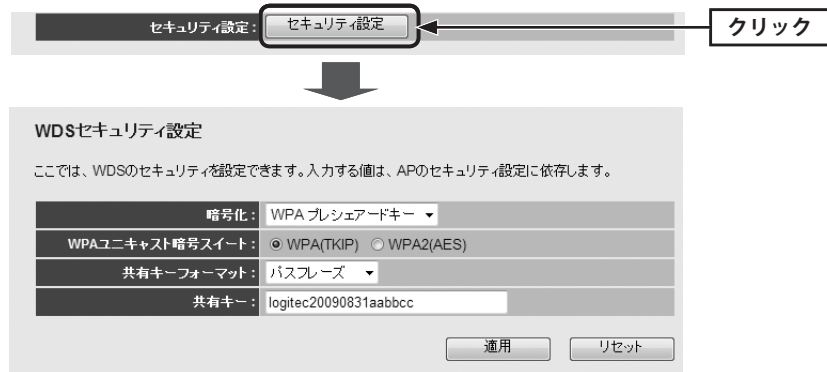 セキュリティ設定： セキュリティ設定 クリック
WDSセキュリティ設定
ここでは、WDSのセキュリティを設定できます。入力する値は、APのセキュリティ設定に依存します。
暗号化： WPA プレシェアードキー
WPAユニキャスト暗号スイート： WPA(TKIP) WPA2(AES)
共有キーフォーマット： パスフレーズ
共有キー： logitec20090831aabbcc
適用 リセット